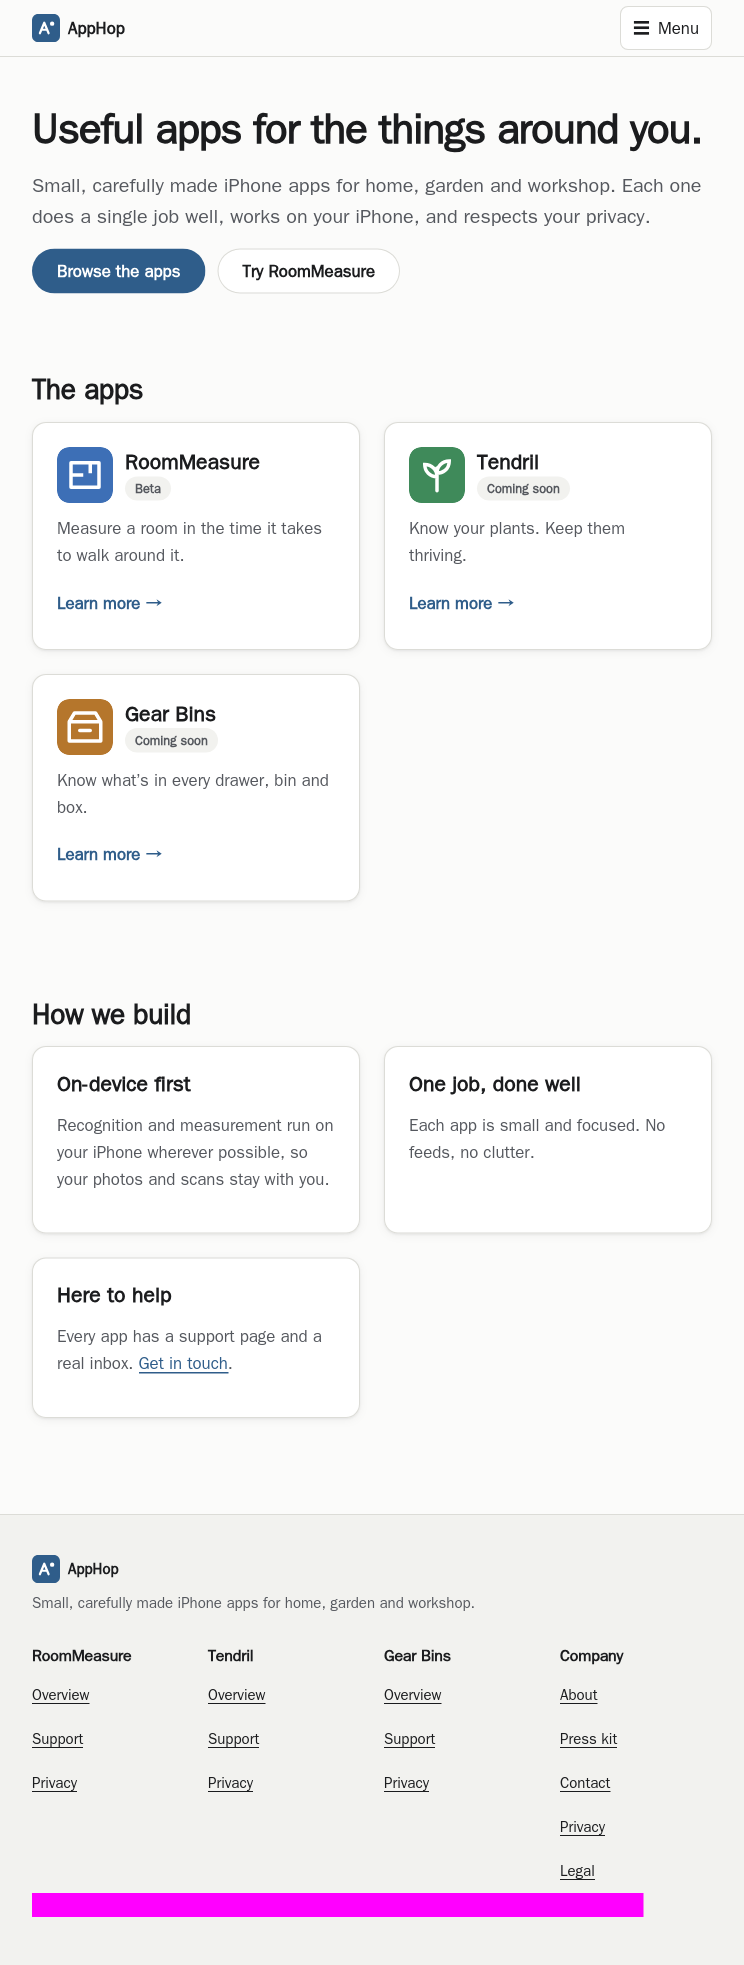 AppHop
Menu
Useful apps for the things around you.
Small, carefully made iPhone apps for home, garden and workshop. Each one
does a single job well, works on your iPhone, and respects your privacy.
Browse the apps
Try RoomMeasure
The apps
RoomMeasure
Beta
Measure a room in the time it takes
to walk around it.
Learn more →
Tendril
Coming soon
Know your plants. Keep them
thriving.
Learn more →
Gear Bins
Coming soon
Know what's in every drawer, bin and
box.
Learn more →
How we build
On-device first
Recognition and measurement run on
your iPhone wherever possible, so
your photos and scans stay with you.
One job, done well
Each app is small and focused. No
feeds, no clutter.
Here to help
Every app has a support page and a
real inbox. Get in touch.
AppHop
Small, carefully made iPhone apps for home, garden and workshop.
RoomMeasure
Overview
Support
Privacy
Tendril
Overview
Support
Privacy
Gear Bins
Overview
Support
Privacy
Company
About
Press kit
Contact
Privacy
Legal